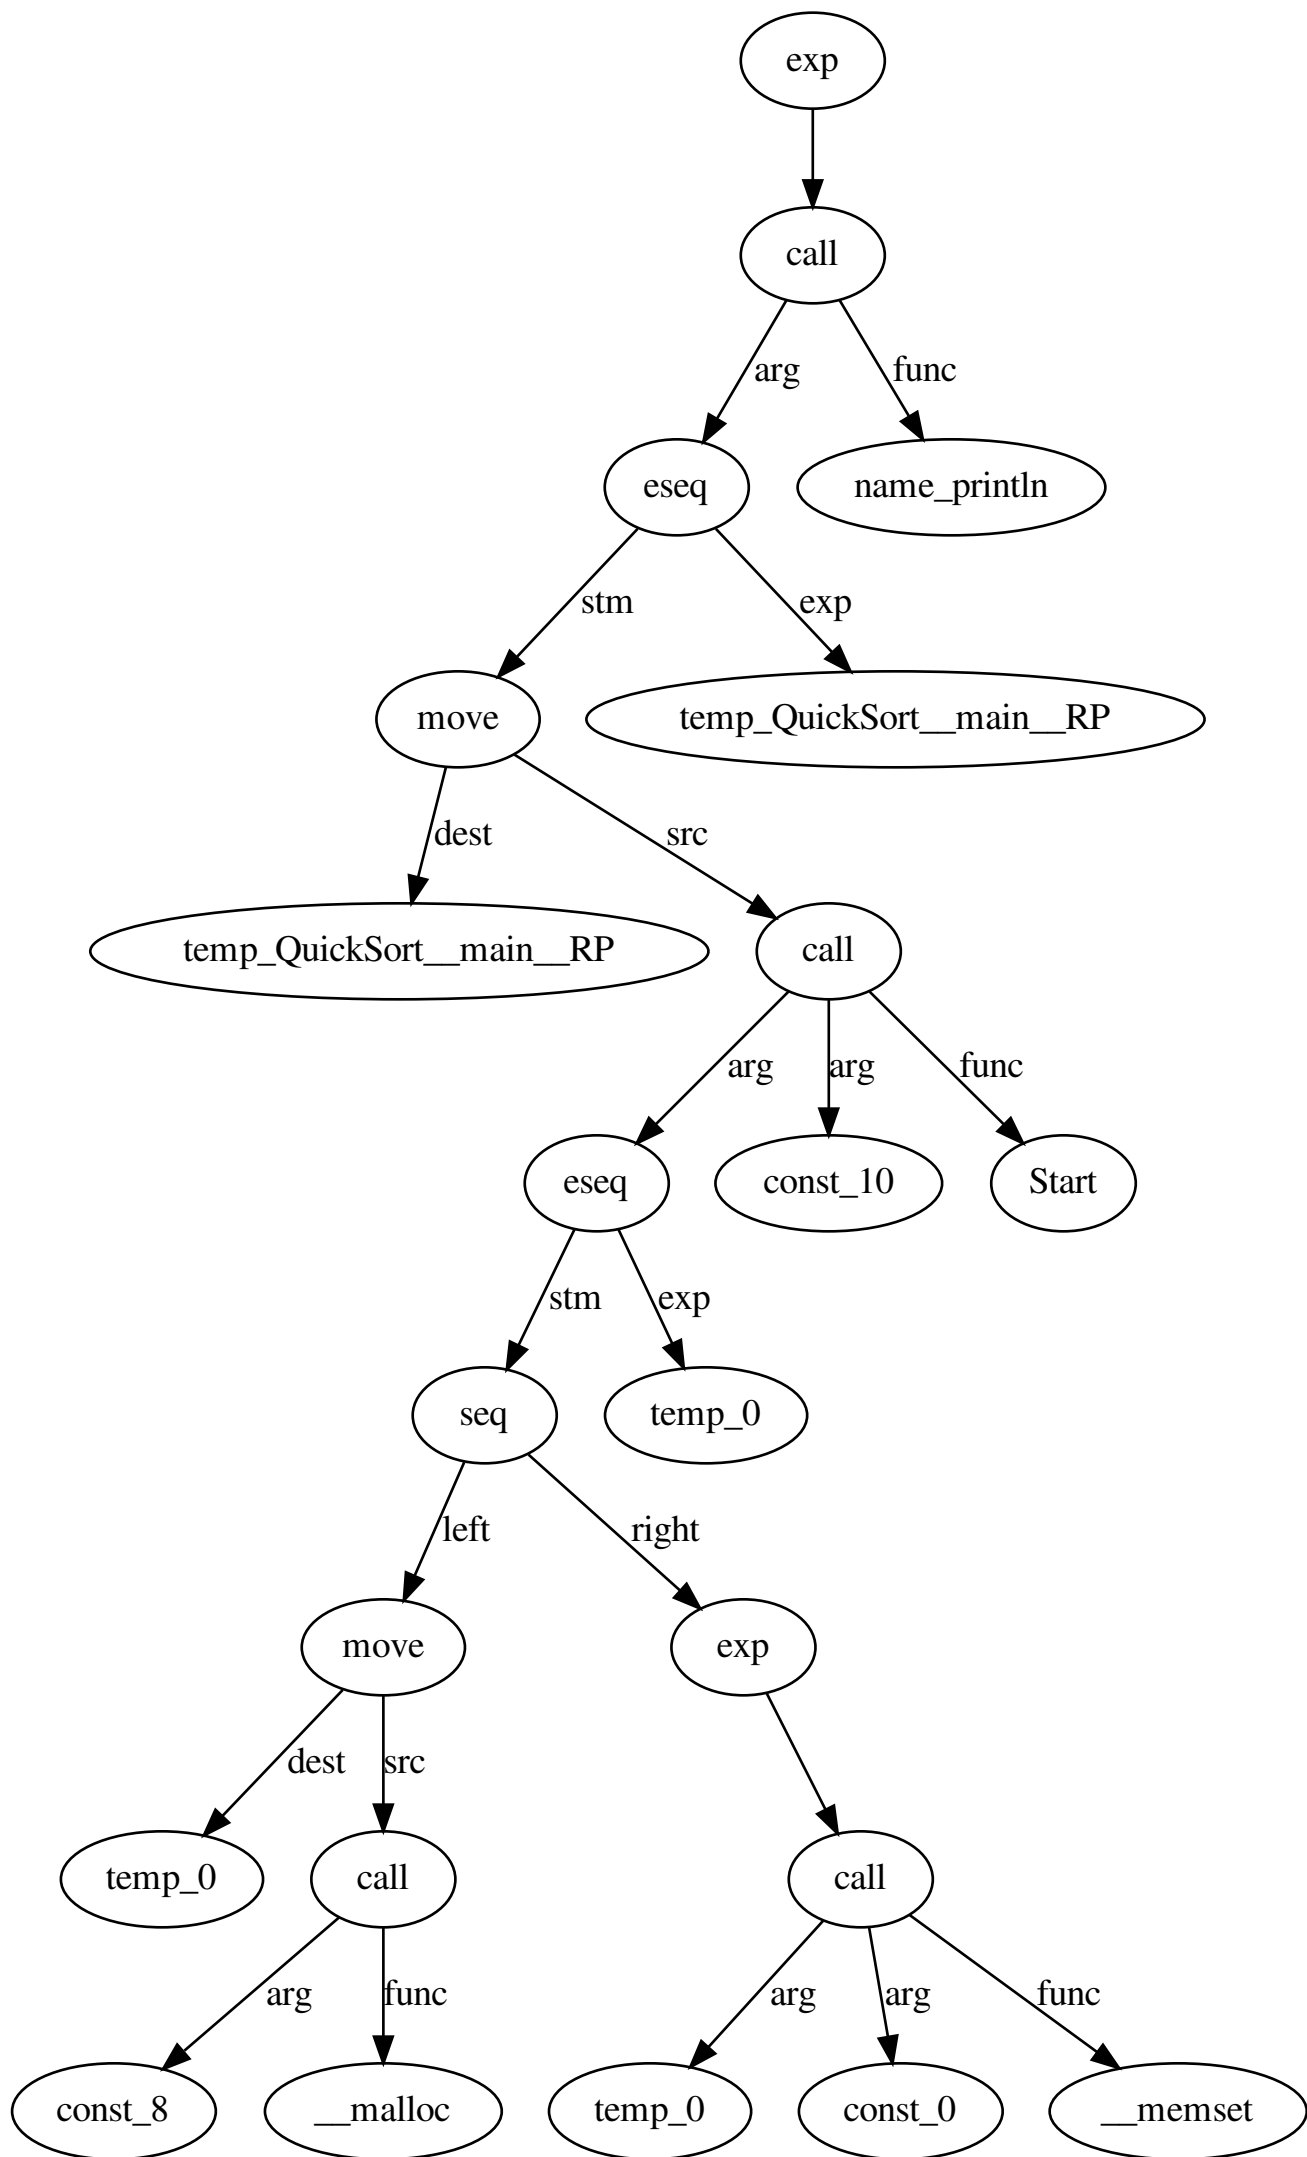 exp
call
arg func
eseq name_println
stm exp
move temp_QuickSort__main__RP
dest src
temp_QuickSort__main__RP call
arg arg func
eseq const_10 Start
stm exp
seq temp_0
left right
move exp
dest src
temp_0 call call
arg func arg arg func
const_8 __malloc temp_0 const_0 __memset